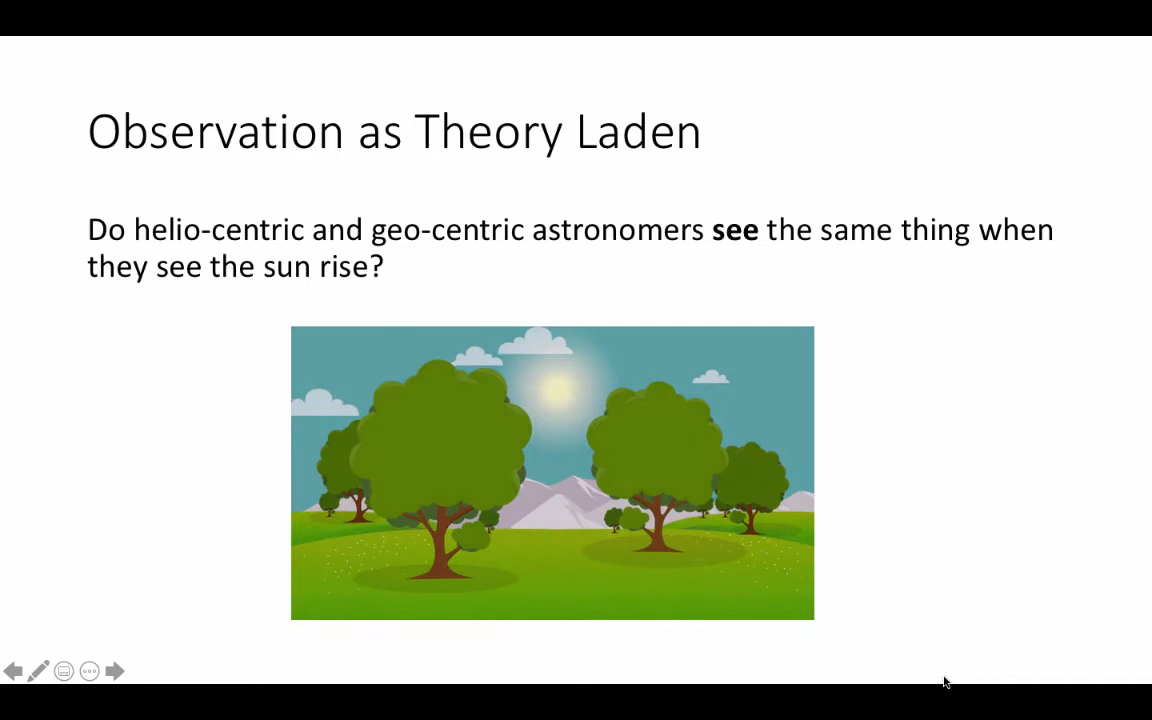 Observation as Theory Laden
Do helio-centric and geo-centric astronomers see the same thing when
they see the sun rise?